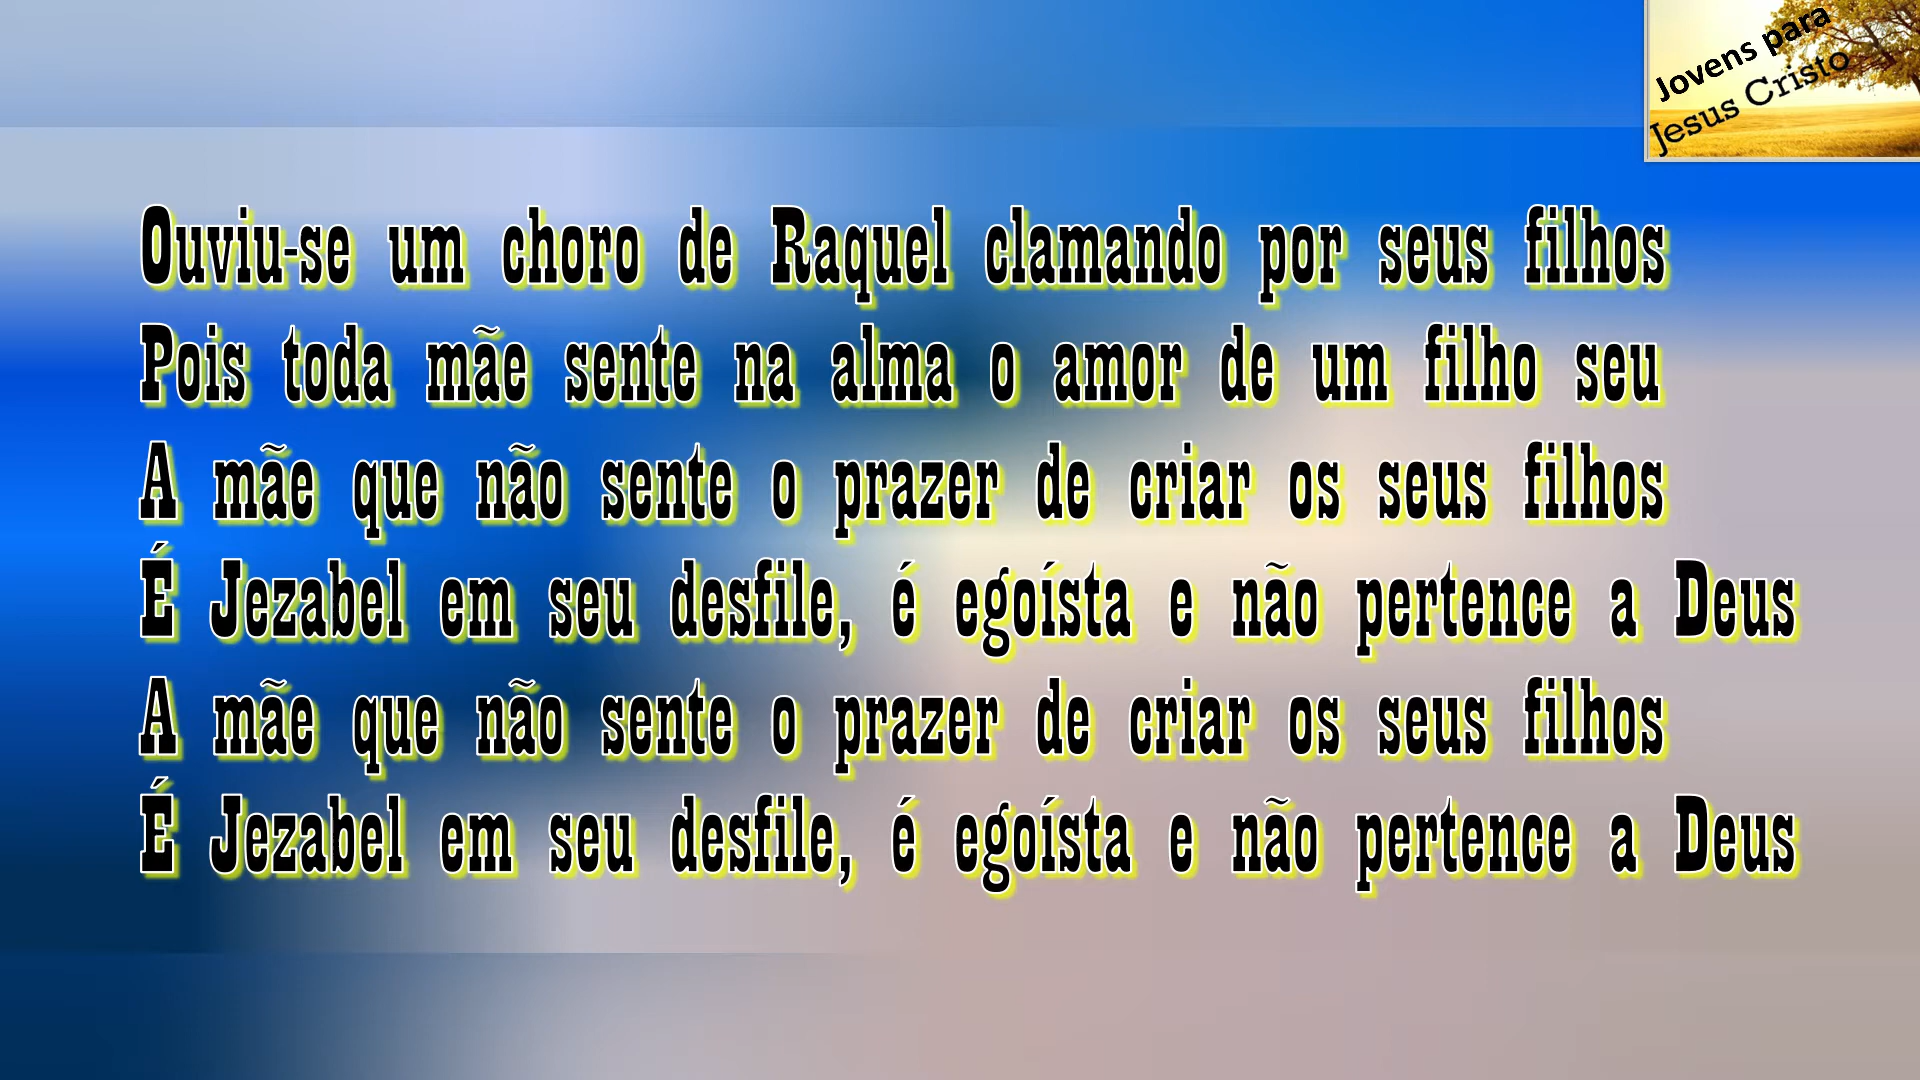 Jovens para
Jesus Cristo
Ouviu-se um choro de Raquel clamando por seus filhos
Pois toda mãe sente na alma o amor de um filho seu
A mãe que não sente o prazer de criar os seus filhos
É Jezabel em seu desfile, é egoísta e não pertence a Deus
A mãe que não sente o prazer de criar os seus filhos
É Jezabel em seu desfile, é egoísta e não pertence a Deus